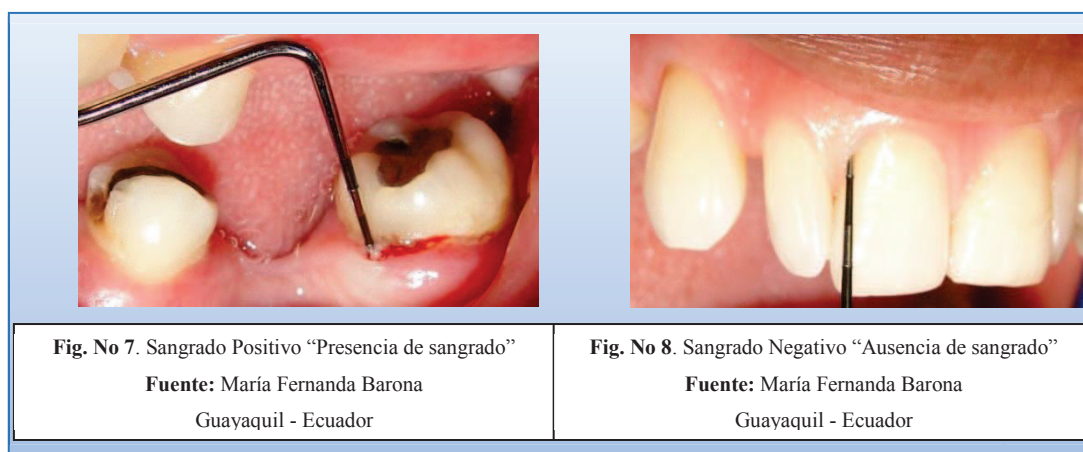 Fig. No 7. Sangrado Positivo “Presencia de sangrado”
Fuente: María Fernanda Barona
Guayaquil - Ecuador
Fig. No 8. Sangrado Negativo “Ausencia de sangrado”
Fuente: María Fernanda Barona
Guayaquil - Ecuador